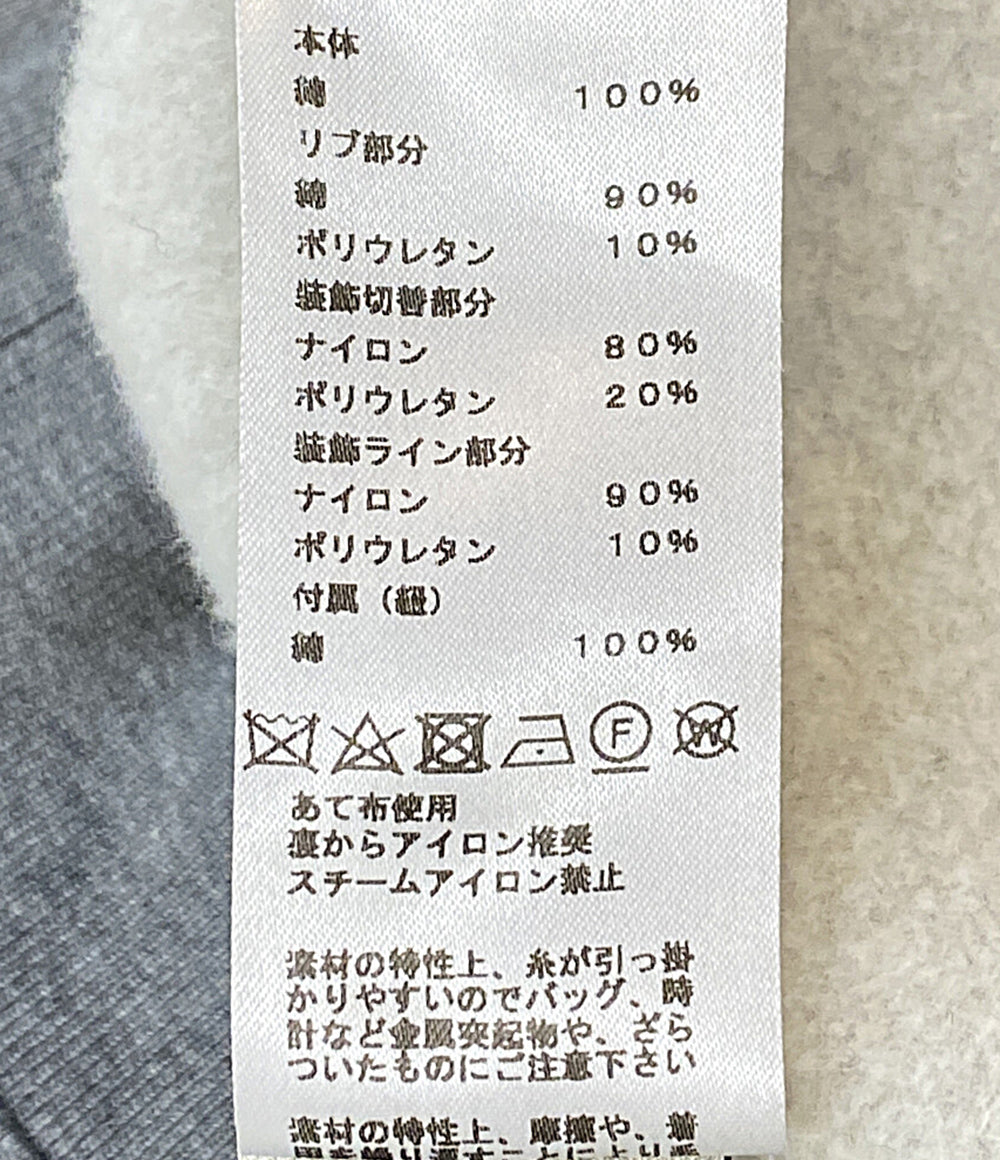 本体
綿 100%
リブ部分
綿 90%
ポリウレタン 10%
装飾切替部分
ナイロン 80%
ポリウレタン 20%
装飾ライン部分
ナイロン 90%
ポリウレタン 10%
付属(紐)
綿 100%
F W
あて布使用
裏からアイロン推奨
スチームアイロン禁止
素材の特性上、糸が引っ掛
かりやすいのでバッグ、時
計など金属突起物や、ざら
ついたものにご注意下さい
素材の特性上、摩擦や、着